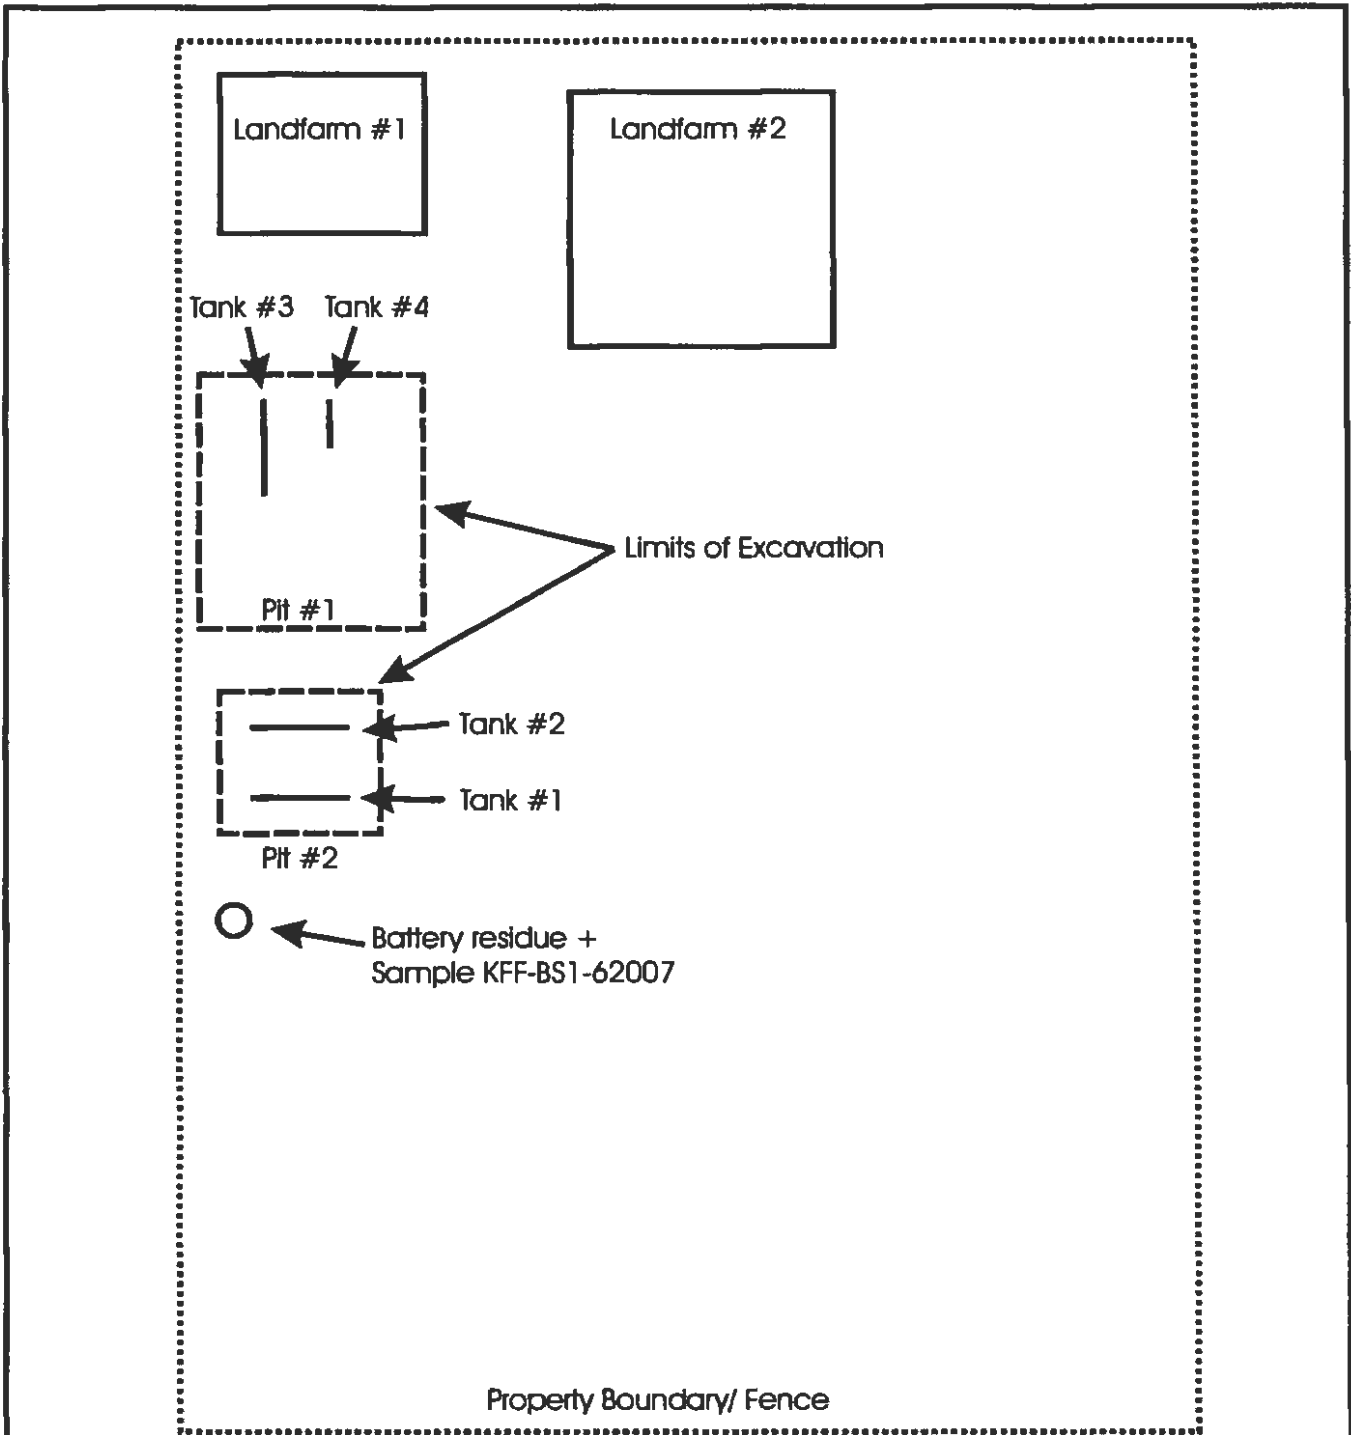 Landfarm #1
Landfarm #2
Tank #3
Tank #4
Limits of Excavation
Pit #1
Tank #2
Tank #1
Pit #2
Battery residue +
Sample KFF-BS1-62007
Property Boundary/ Fence